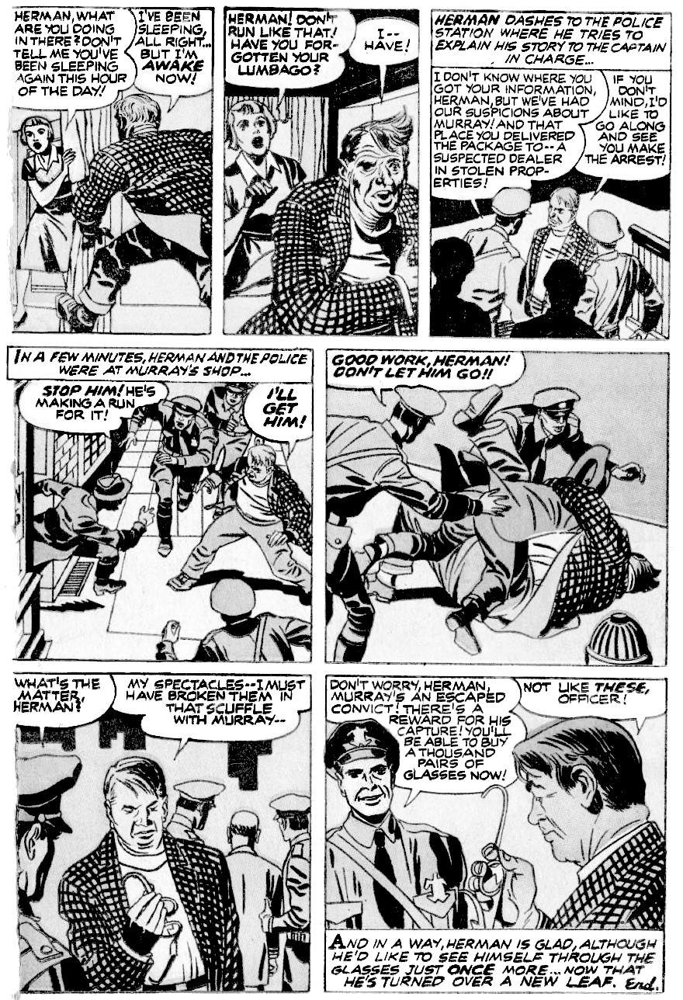 HERMAN, WHAT
ARE YOU DOING
IN THERE? DON'T
TELL ME YOU'VE
BEEN SLEEPING
AGAIN THIS HOUR
OF THE DAY!
I'VE BEEN
SLEEPING,
ALL RIGHT...
BUT I'M
AWAKE
NOW!
HERMAN! DON'T
RUN LIKE THAT!
HAVE YOU FOR-
GOTTEN YOUR
LUMBAGO?
I--
HAVE!
HERMAN DASHES TO THE POLICE
STATION WHERE HE TRIES TO
EXPLAIN HIS STORY TO THE CAPTAIN
IN CHARGE...
I DON'T KNOW WHERE YOU
GOT YOUR INFORMATION,
HERMAN, BUT WE'VE HAD
OUR SUSPICIONS ABOUT
MURRAY! AND THAT
PLACE YOU DELIVERED
THE PACKAGE TO-- A
SUSPECTED DEALER
IN STOLEN PROP-
ERTIES!
IF YOU
DON'T
MIND, I'D
LIKE TO
GO ALONG
AND SEE
YOU MAKE
THE ARREST!
IN A FEW MINUTES, HERMAN AND THE POLICE
WERE AT MURRAY'S SHOP...
STOP HIM! HE'S
MAKING A RUN
FOR IT!
I'LL
GET
HIM!
GOOD WORK, HERMAN!
DON'T LET HIM GO!!
WHAT'S THE
MATTER,
HERMAN?
MY SPECTACLES--I MUST
HAVE BROKEN THEM IN
THAT SCUFFLE
WITH MURRAY--
DON'T WORRY, HERMAN,
MURRAY'S AN ESCAPED
CONVICT! THERE'S A
REWARD FOR HIS
CAPTURE! YOU'LL
BE ABLE TO BUY
A THOUSAND
PAIRS OF
GLASSES NOW!
NOT LIKE THESE,
OFFICER!
AND IN A WAY, HERMAN IS GLAD, ALTHOUGH
HE'D LIKE TO SEE HIMSELF THROUGH THE
GLASSES JUST ONCE MORE... NOW THAT
HE'S TURNED OVER A NEW LEAF. End.